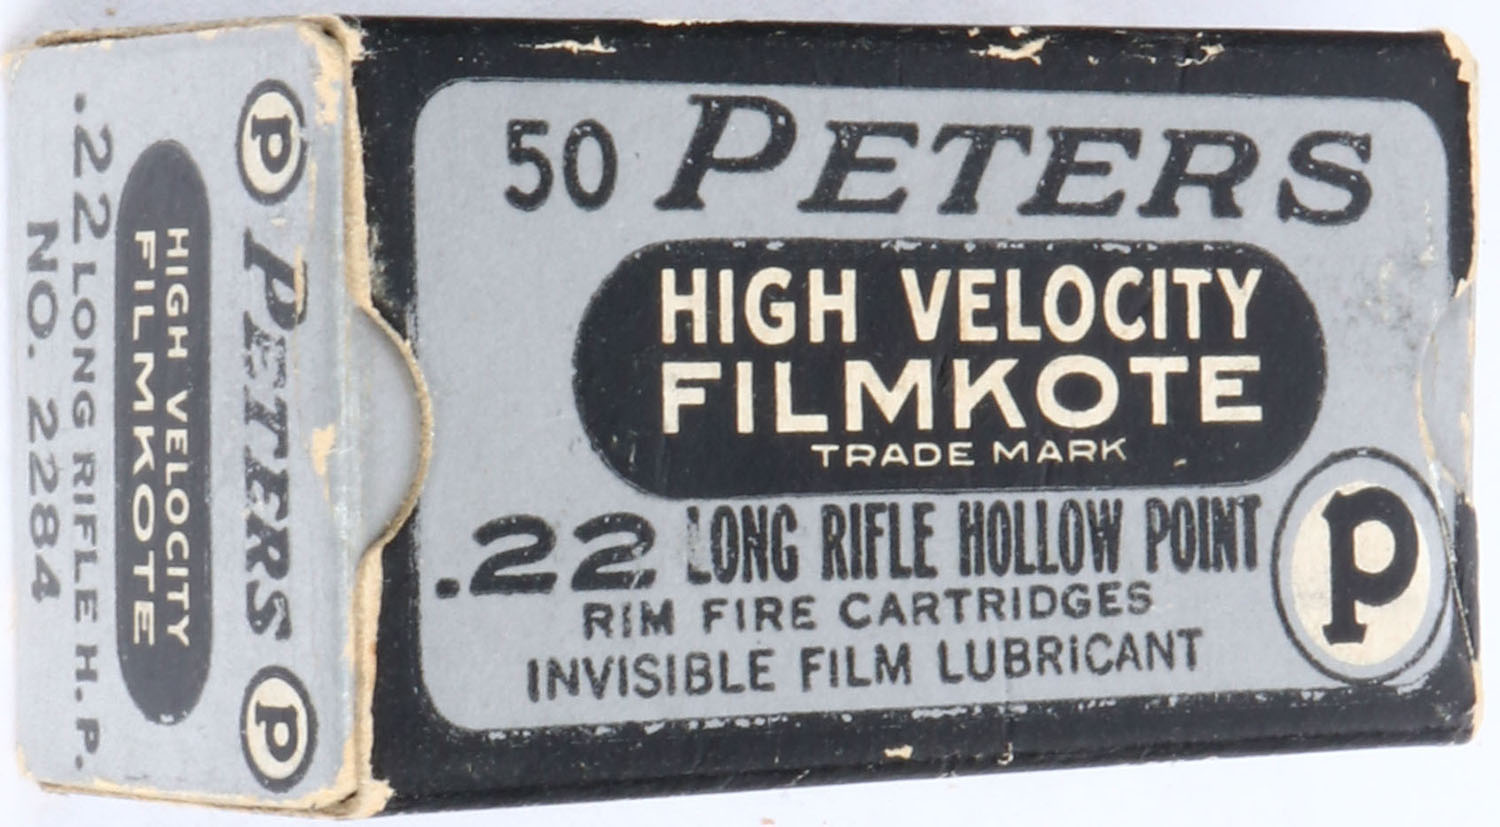 50 PETERS
HIGH VELOCITY
FILMKOTE
TRADE MARK
.22 LONG RIFLE HOLLOW POINT
RIM FIRE CARTRIDGES
INVISIBLE FILM LUBRICANT
P
P PETERS P
HIGH VELOCITY
FILMKOTE
.22 LONG RIFLE H.P.
NO. 2284